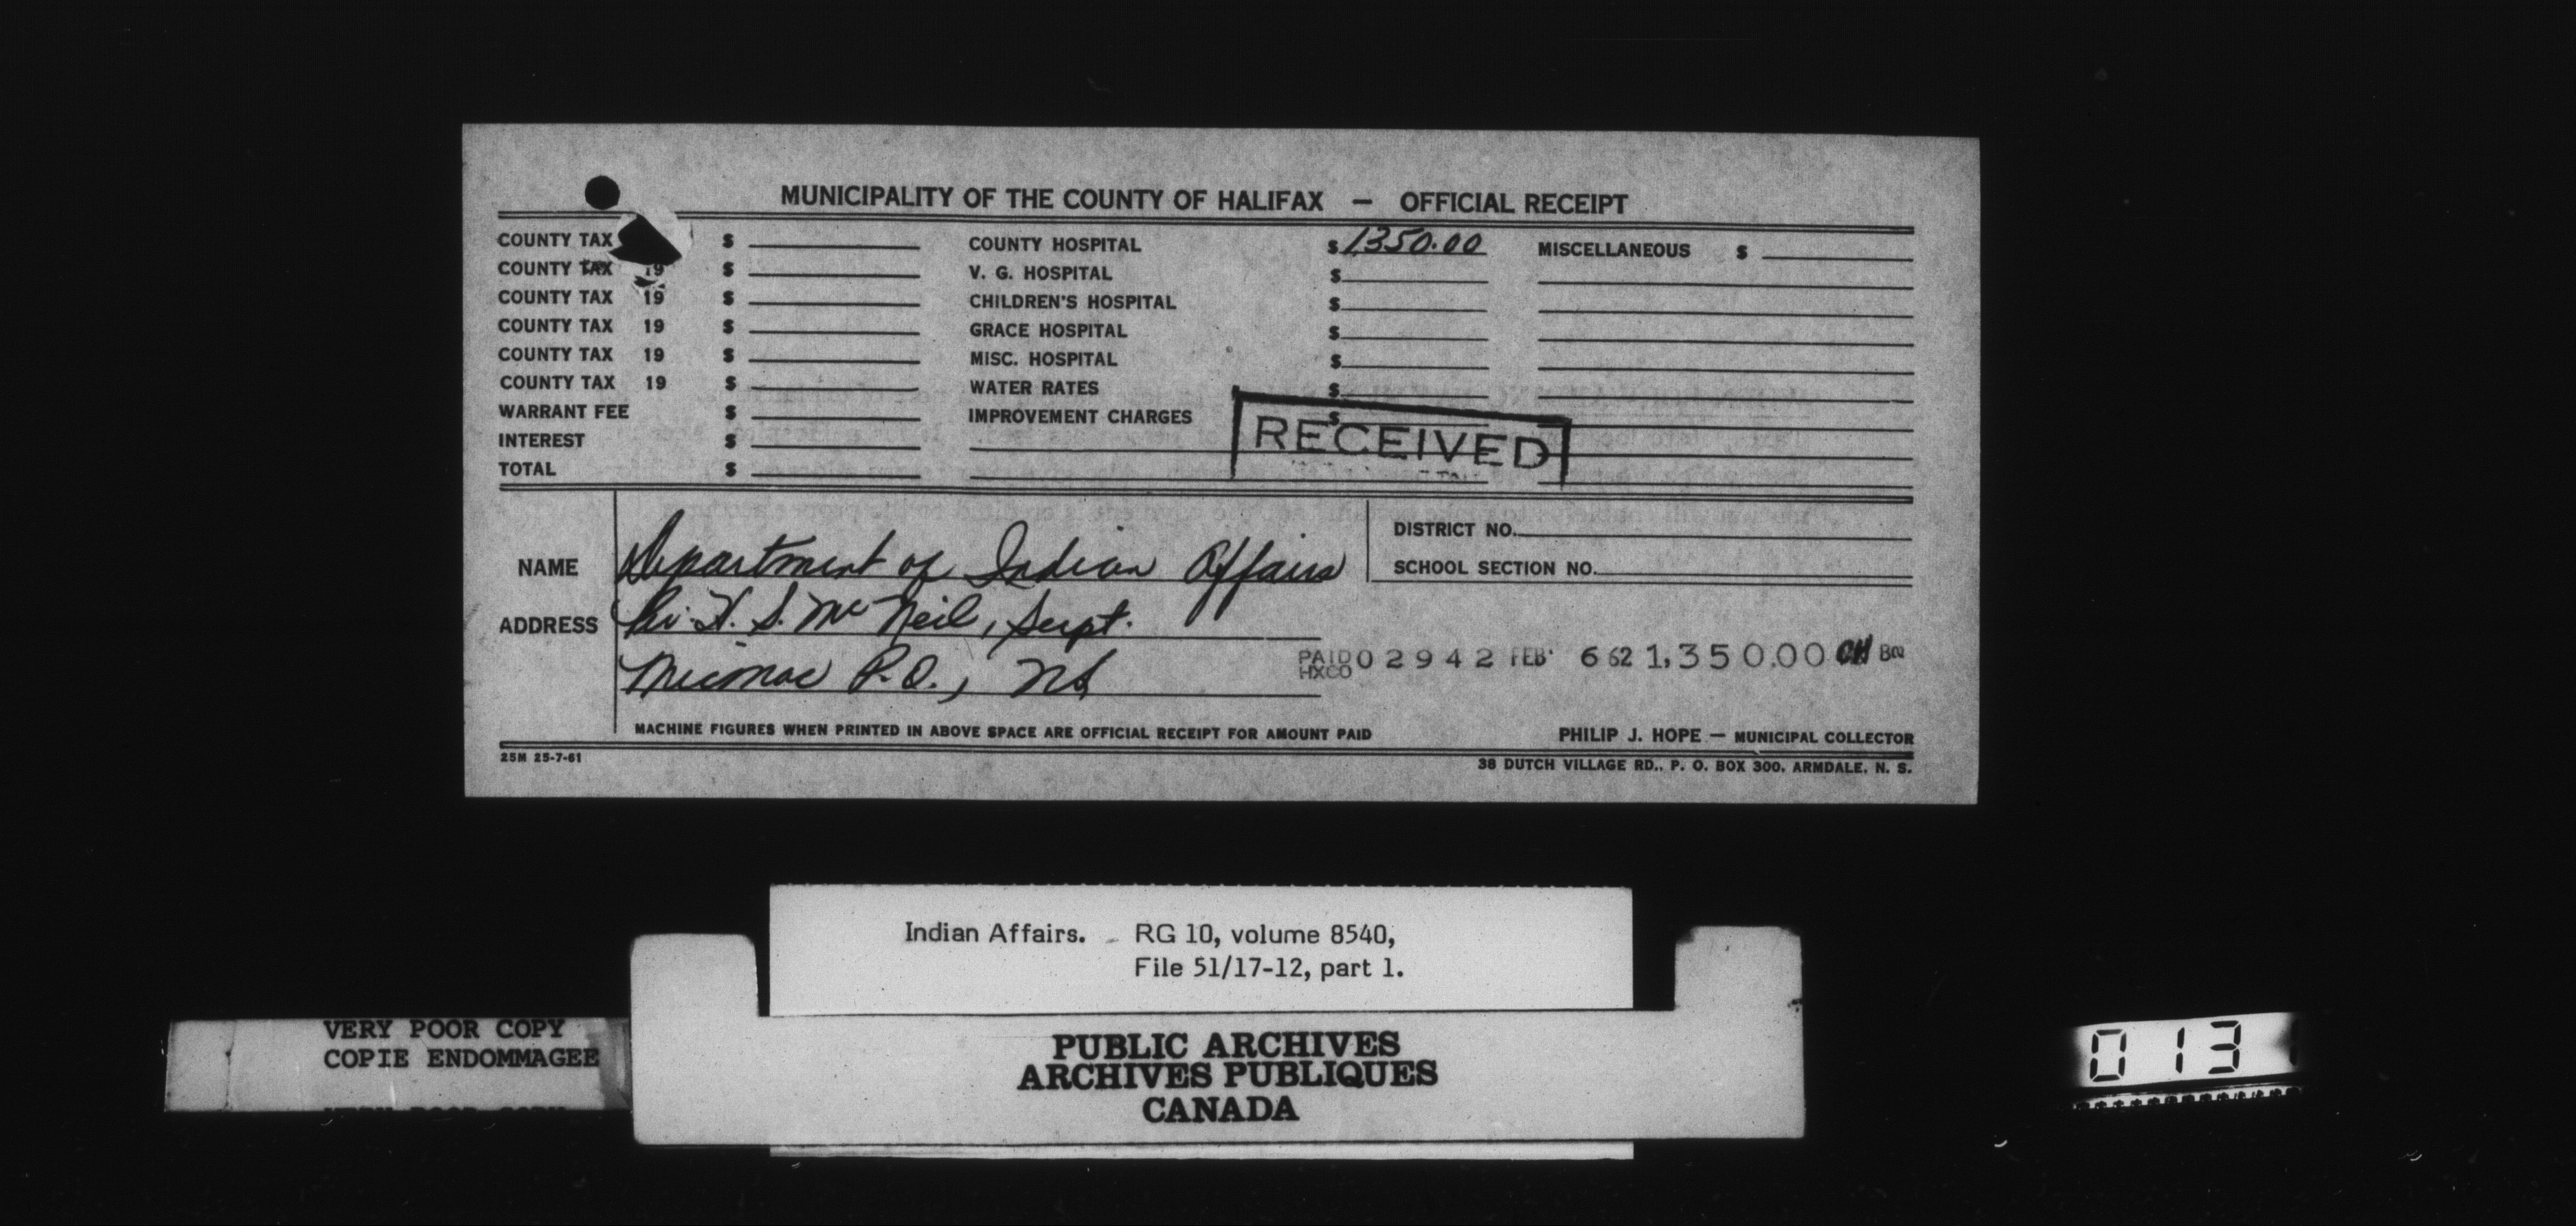 MUNICIPALITY OF THE COUNTY OF HALIFAX — OFFICIAL RECEIPT
COUNTY TAX $ COUNTY HOSPITAL $ 1350.00 MISCELLANEOUS $
COUNTY TAX 19 $ V. G. HOSPITAL $
COUNTY TAX 19 $ CHILDREN'S HOSPITAL $
COUNTY TAX 19 $ GRACE HOSPITAL $
COUNTY TAX 19 $ MISC. HOSPITAL $
COUNTY TAX 19 $ WATER RATES $
WARRANT FEE $ IMPROVEMENT CHARGES $
INTEREST $
RECEIVED
TOTAL $
NAME Department of Indian Affairs
DISTRICT NO.
SCHOOL SECTION NO.
ADDRESS H. S. McNeil, Supt.
Micmac P.O., NS
PAID HXCO 02942 FEB 6 62 1,350.00 CH
MACHINE FIGURES WHEN PRINTED IN ABOVE SPACE ARE OFFICIAL RECEIPT FOR AMOUNT PAID
PHILIP J. HOPE — MUNICIPAL COLLECTOR
25M 25-7-61
38 DUTCH VILLAGE RD., P. O. BOX 300, ARMDALE, N. S.
Indian Affairs. - RG 10, volume 8540,
File 51/17-12, part 1.
VERY POOR COPY
COPIE ENDOMMAGEE
PUBLIC ARCHIVES
ARCHIVES PUBLIQUES
CANADA
013